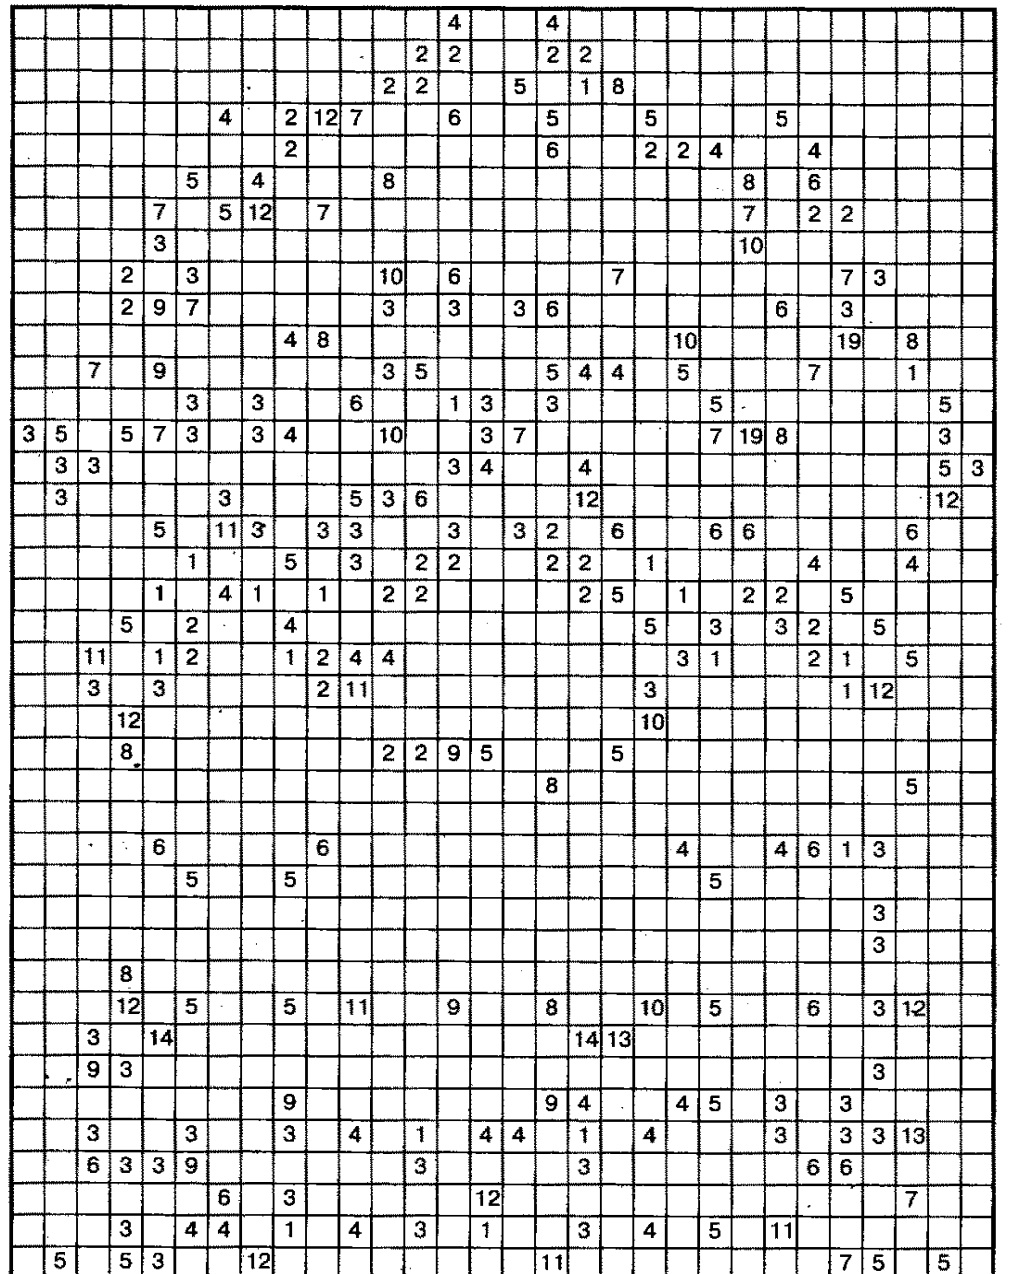 4 4
2 2 2 2
2 2 5 1 8
4 2 12 7 6 5 5 5
2 6 2 2 4 4
5 4 8 8 6
7 5 12 7 7 2 2
3 10
2 3 10 6 7 7 3
2 9 7 3 3 3 6 6 3
4 8 10 19 8
7 9 3 5 5 4 4 5 7 1
3 3 6 1 3 3 5 5
3 5 5 7 3 3 4 10 3 7 7 19 8 3
3 3 3 4 4 5 3
3 3 5 3 6 12 12
5 11 3 3 3 3 3 2 6 6 6 6
1 5 3 2 2 2 2 1 4 4
1 4 1 1 2 2 2 5 1 2 2 5
5 2 4 5 3 3 2 5
11 1 2 1 2 4 4 3 1 2 1 5
3 3 2 11 3 1 12
12 10
8 2 2 9 5 5
8 5
6 6 4 4 6 1 3
5 5 5
3
3
8
12 5 5 11 9 8 10 5 6 3 12
3 14 14 13
9 3 3
9 9 4 4 5 3 3
3 3 3 4 1 4 4 1 4 3 3 3 13
6 3 3 9 3 3 6 6
6 3 12 7
3 4 4 1 4 3 1 3 4 5 11
5 5 3 12 11 7 5 5